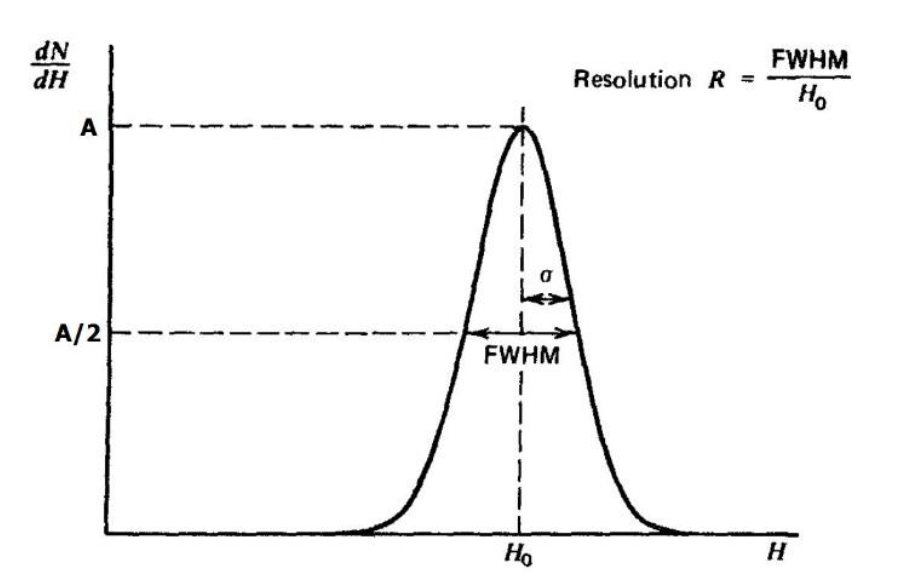 dN
dH
Resolution R = FWHM
H₀
A
σ
A/2
FWHM
H₀
H